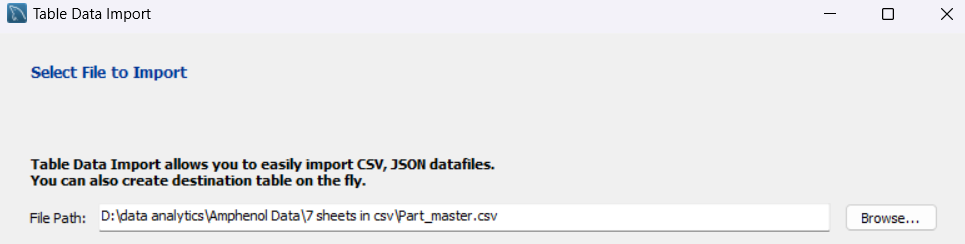 Table Data Import
Select File to Import
Table Data Import allows you to easily import CSV, JSON datafiles.
You can also create destination table on the fly.
File Path: D:\data analytics\Amphenol Data\7 sheets in csv\Part_master.csv Browse...